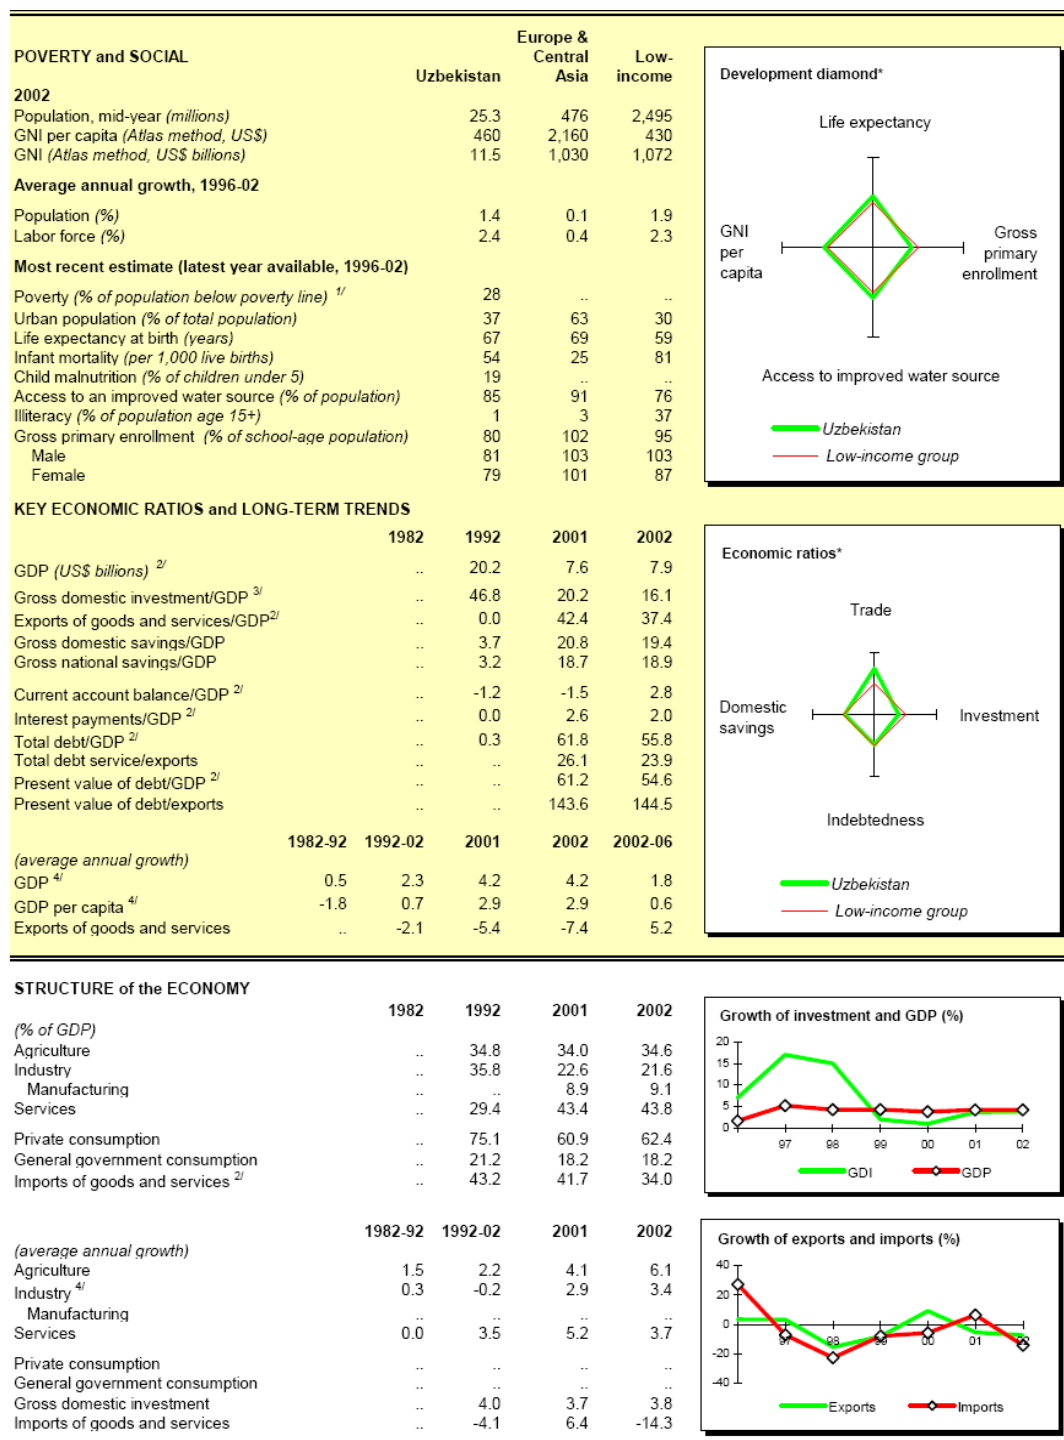 POVERTY and SOCIAL
Uzbekistan Europe & Central Asia Low-income
2002
Population, mid-year (millions) 25.3 476 2,495
GNI per capita (Atlas method, US$) 460 2,160 430
GNI (Atlas method, US$ billions) 11.5 1,030 1,072
Average annual growth, 1996-02
Population (%) 1.4 0.1 1.9
Labor force (%) 2.4 0.4 2.3
Most recent estimate (latest year available, 1996-02)
Poverty (% of population below poverty line) 1/ 28 .. ..
Urban population (% of total population) 37 63 30
Life expectancy at birth (years) 67 69 59
Infant mortality (per 1,000 live births) 54 25 81
Child malnutrition (% of children under 5) 19 .. ..
Access to an improved water source (% of population) 85 91 76
Illiteracy (% of population age 15+) 1 3 37
Gross primary enrollment (% of school-age population) 80 102 95
Male 81 103 103
Female 79 101 87
Development diamond*
Life expectancy
GNI per capita
Gross primary enrollment
Access to improved water source
Uzbekistan
Low-income group
KEY ECONOMIC RATIOS and LONG-TERM TRENDS
1982 1992 2001 2002
GDP (US$ billions) 2/ .. 20.2 7.6 7.9
Gross domestic investment/GDP 3/ .. 46.8 20.2 16.1
Exports of goods and services/GDP2/ .. 0.0 42.4 37.4
Gross domestic savings/GDP .. 3.7 20.8 19.4
Gross national savings/GDP .. 3.2 18.7 18.9
Current account balance/GDP 2/ .. -1.2 -1.5 2.8
Interest payments/GDP 2/ .. 0.0 2.6 2.0
Total debt/GDP 2/ .. 0.3 61.8 55.8
Total debt service/exports .. .. 26.1 23.9
Present value of debt/GDP 2/ .. .. 61.2 54.6
Present value of debt/exports .. .. 143.6 144.5
1982-92 1992-02 2001 2002 2002-06
(average annual growth)
GDP 4/ 0.5 2.3 4.2 4.2 1.8
GDP per capita 4/ -1.8 0.7 2.9 2.9 0.6
Exports of goods and services .. -2.1 -5.4 -7.4 5.2
Economic ratios*
Trade
Domestic savings
Investment
Indebtedness
Uzbekistan
Low-income group
STRUCTURE of the ECONOMY
1982 1992 2001 2002
(% of GDP)
Agriculture .. 34.8 34.0 34.6
Industry .. 35.8 22.6 21.6
Manufacturing .. .. 8.9 9.1
Services .. 29.4 43.4 43.8
Private consumption .. 75.1 60.9 62.4
General government consumption .. 21.2 18.2 18.2
Imports of goods and services 2/ .. 43.2 41.7 34.0
Growth of investment and GDP (%)
20
15
10
5
0
97 98 99 00 01 02
GDI GDP
1982-92 1992-02 2001 2002
(average annual growth)
Agriculture 1.5 2.2 4.1 6.1
Industry 4/ 0.3 -0.2 2.9 3.4
Manufacturing .. .. .. ..
Services 0.0 3.5 5.2 3.7
Private consumption .. .. .. ..
General government consumption .. .. .. ..
Gross domestic investment .. 4.0 3.7 3.8
Imports of goods and services .. -4.1 6.4 -14.3
Growth of exports and imports (%)
40
20
0
-20
-40
97 98 99 00 01 02
Exports Imports